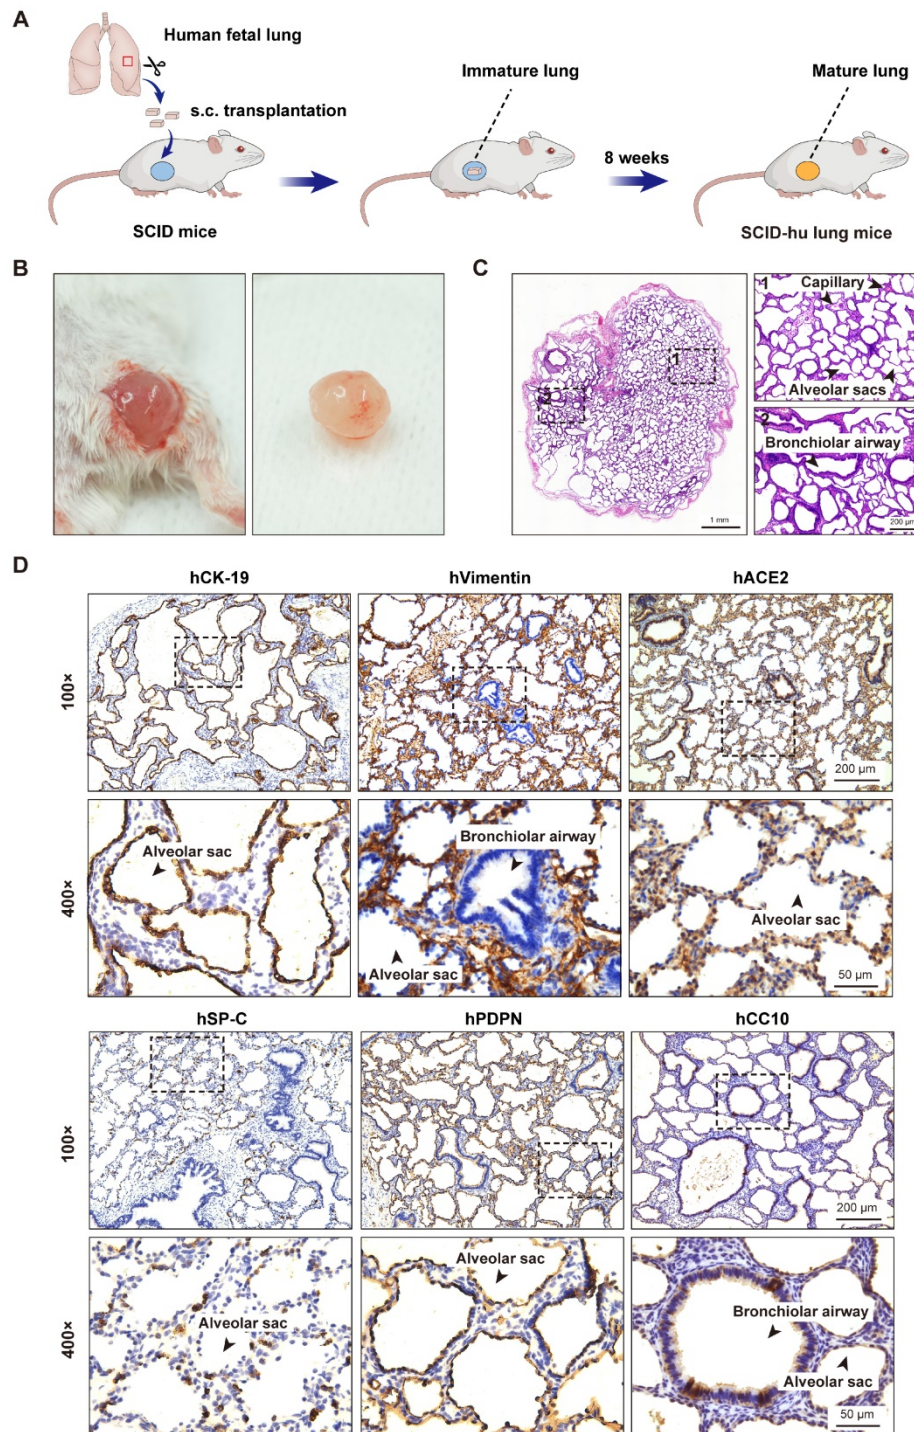 A
Human fetal lung
s.c. transplantation
Immature lung
Mature lung
8 weeks
SCID mice
SCID-hu lung mice
B
C
1
2
1 mm
1
Capillary
Alveolar sacs
2
Bronchiolar airway
200 µm
D
hCK-19
hVimentin
hACE2
100×
200 µm
400×
Alveolar sac
Bronchiolar airway
Alveolar sac
Alveolar sac
50 µm
hSP-C
hPDPN
hCC10
100×
200 µm
400×
Alveolar sac
Alveolar sac
Bronchiolar airway
Alveolar sac
50 µm